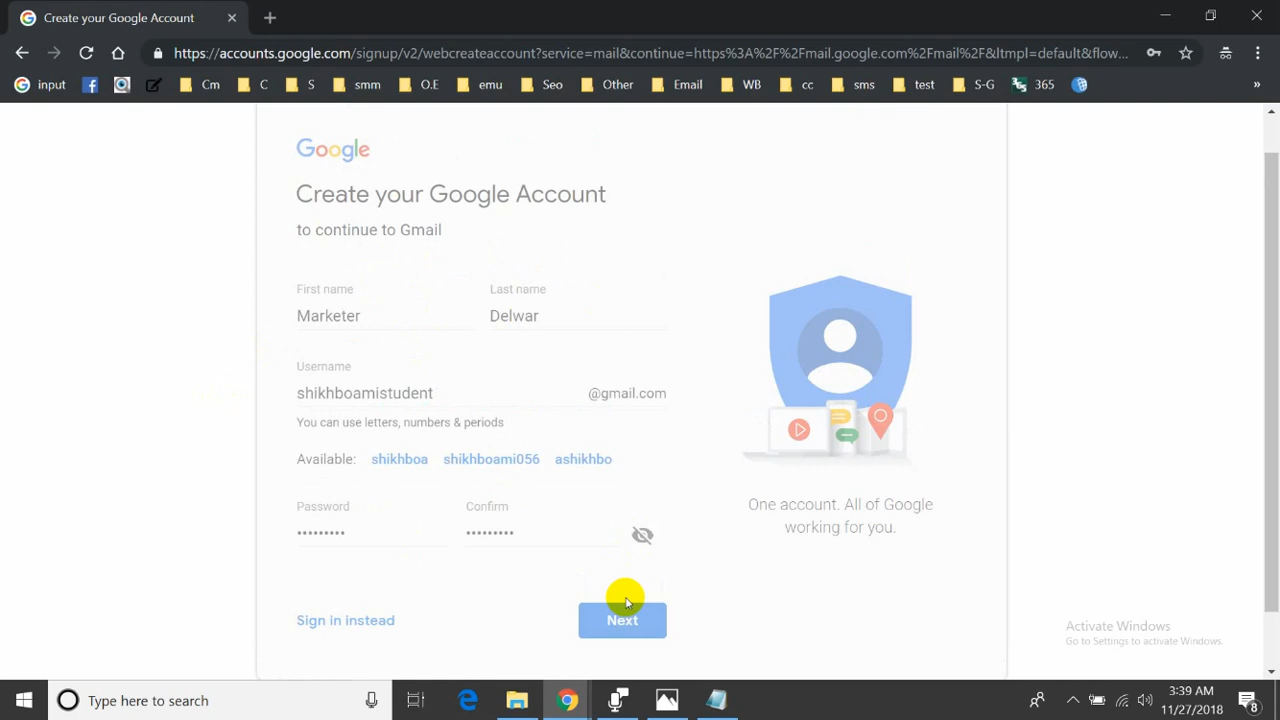 Create your Google Account
https://accounts.google.com/signup/v2/webcreateaccount?service=mail&continue=https%3A%2F%2Fmail.google.com%2Fmail%2F&ltmpl=default&flow...
input Cm C S smm O.E emu Seo Other Email WB cc sms test S-G 365 »
Google
Create your Google Account
to continue to Gmail
First name Last name
Marketer Delwar
Username
shikhboamistudent @gmail.com
You can use letters, numbers & periods
Available: shikhboa shikhboami056 ashikhbo
Password Confirm
••••••••• •••••••••
Sign in instead Next
One account. All of Google
working for you.
Activate Windows
Go to Settings to activate Windows.
Type here to search
3:39 AM
11/27/2018
8